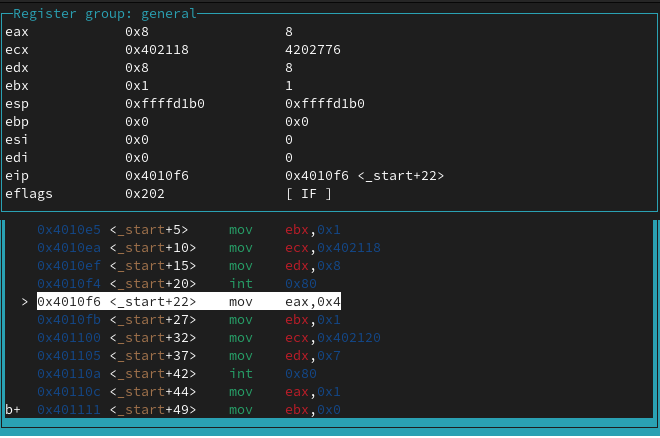 Register group: general
eax 0x8 8
ecx 0x402118 4202776
edx 0x8 8
ebx 0x1 1
esp 0xffffd1b0 0xffffd1b0
ebp 0x0 0x0
esi 0x0 0
edi 0x0 0
eip 0x4010f6 0x4010f6 <_start+22>
eflags 0x202 [ IF ]
0x4010e5 <_start+5> mov ebx,0x1
0x4010ea <_start+10> mov ecx,0x402118
0x4010ef <_start+15> mov edx,0x8
0x4010f4 <_start+20> int 0x80
> 0x4010f6 <_start+22> mov eax,0x4
0x4010fb <_start+27> mov ebx,0x1
0x401100 <_start+32> mov ecx,0x402120
0x401105 <_start+37> mov edx,0x7
0x40110a <_start+42> int 0x80
0x40110c <_start+44> mov eax,0x1
b+ 0x401111 <_start+49> mov ebx,0x0